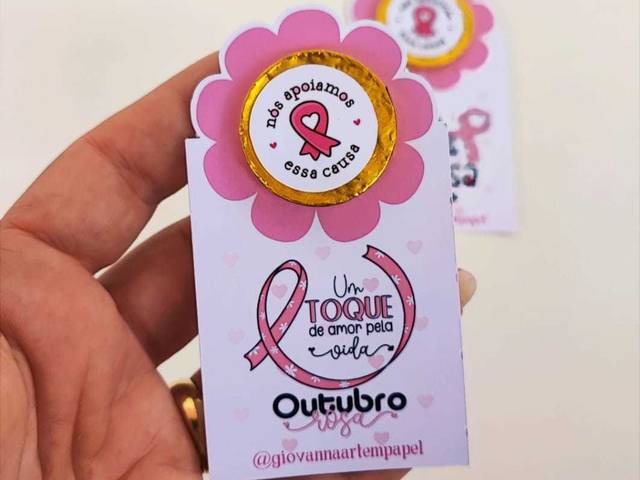 nós apoiamos
essa causa
Um
TOQUE
de amor pela
vida
Outubro
rosa
@giovannaartempapel